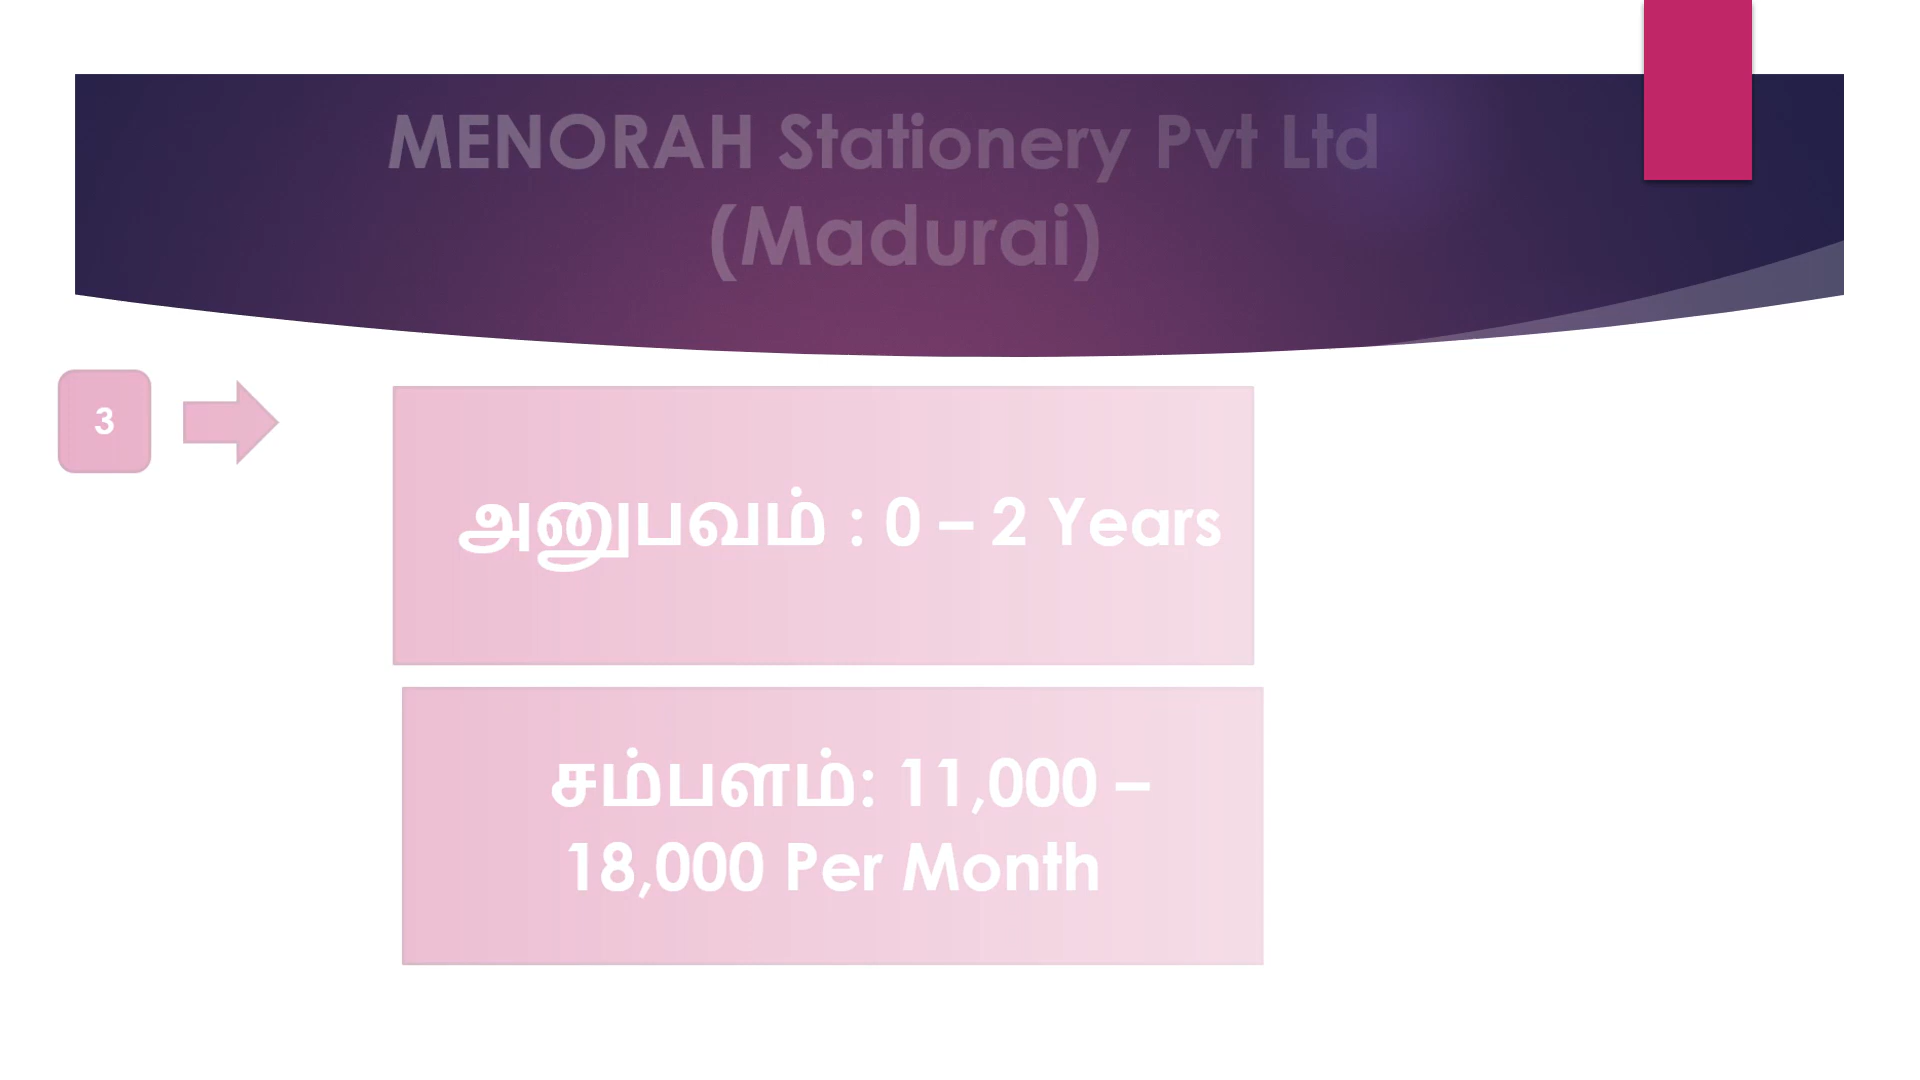 MENORAH Stationery Pvt Ltd
(Madurai)
3
அனுபவம் : 0 – 2 Years
சம்பளம்: 11,000 –
18,000 Per Month